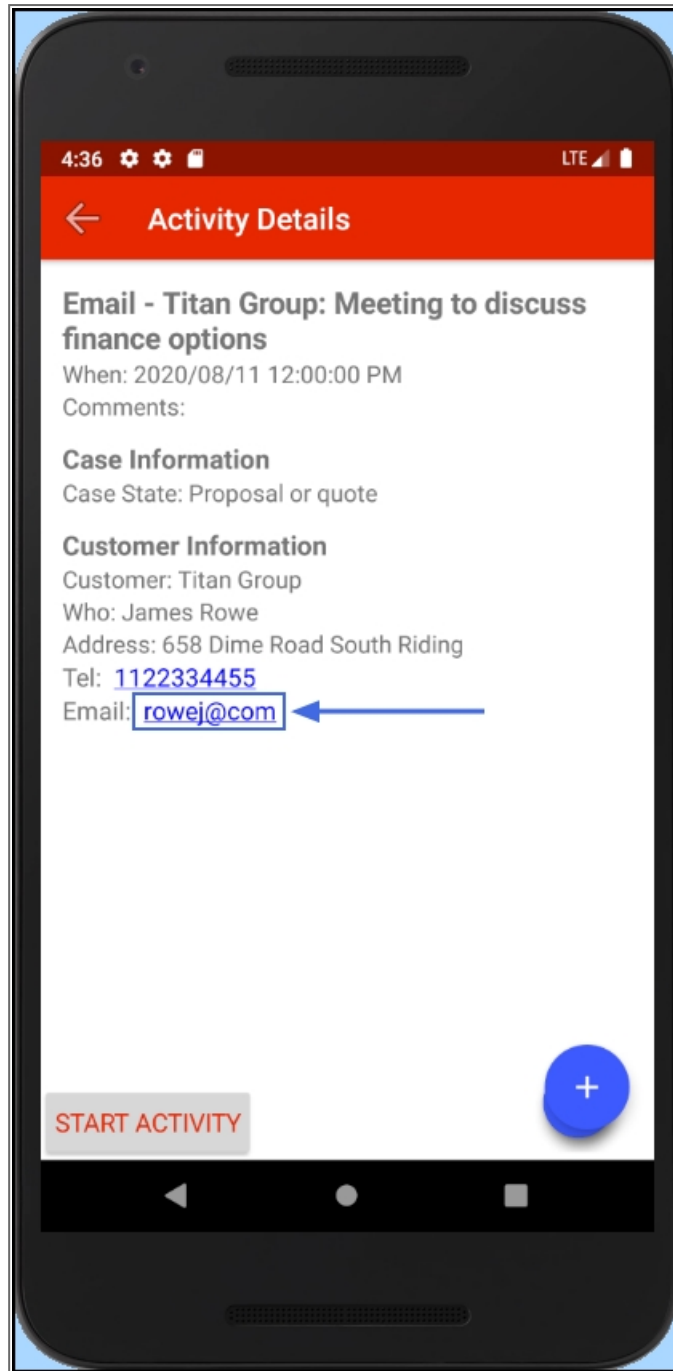 4:36
LTE
Activity Details
Email - Titan Group: Meeting to discuss
finance options
When: 2020/08/11 12:00:00 PM
Comments:
Case Information
Case State: Proposal or quote
Customer Information
Customer: Titan Group
Who: James Rowe
Address: 658 Dime Road South Riding
Tel: 1122334455
Email: rowej@com
START ACTIVITY
+